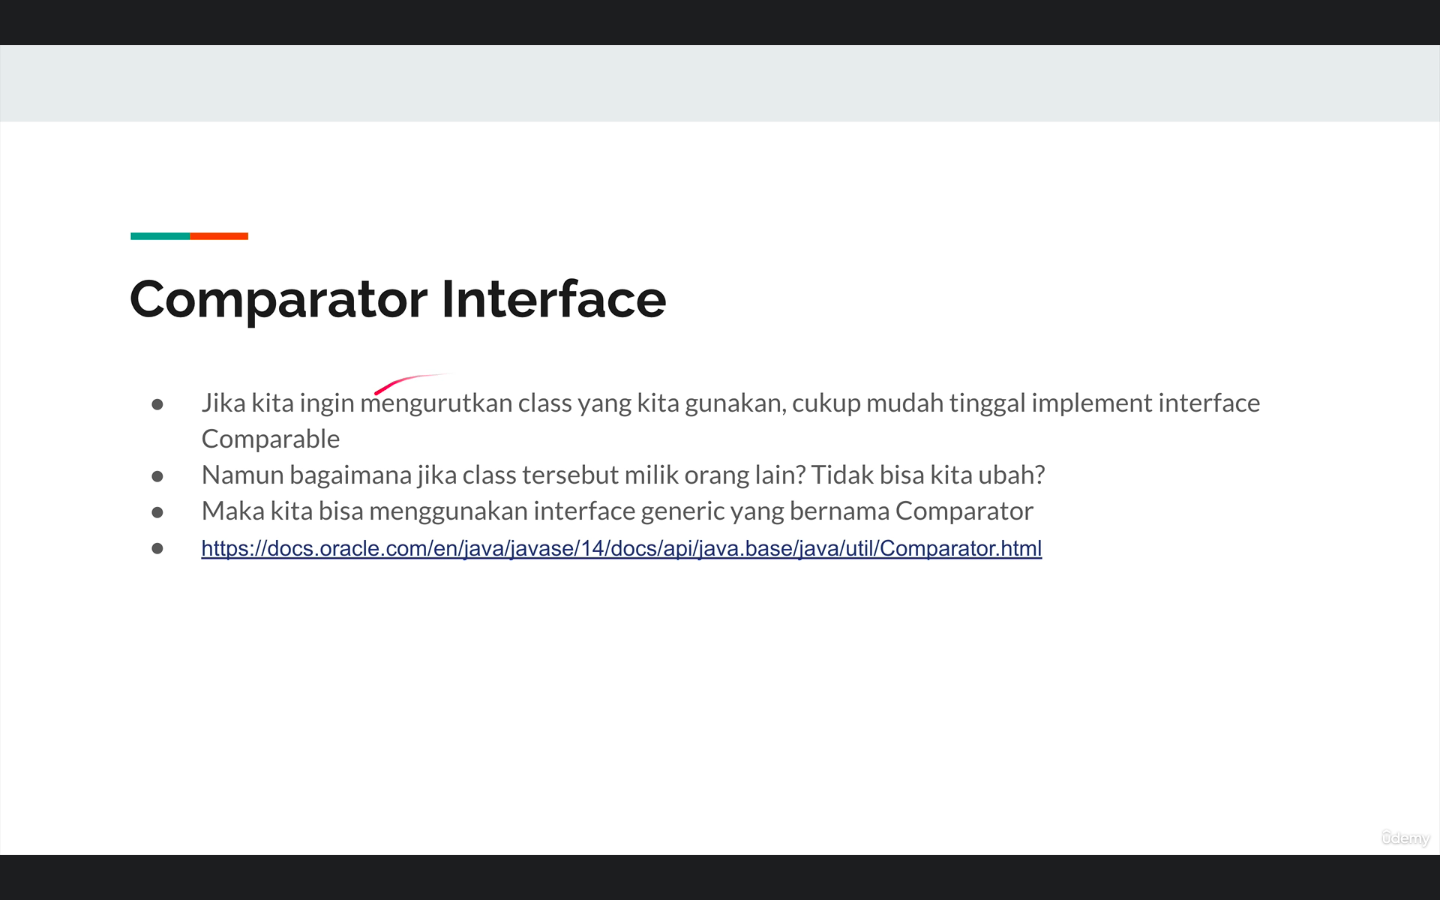 Comparator Interface
● Jika kita ingin mengurutkan class yang kita gunakan, cukup mudah tinggal implement interface
Comparable
● Namun bagaimana jika class tersebut milik orang lain? Tidak bisa kita ubah?
● Maka kita bisa menggunakan interface generic yang bernama Comparator
● https://docs.oracle.com/en/java/javase/14/docs/api/java.base/java/util/Comparator.html
ûdemy